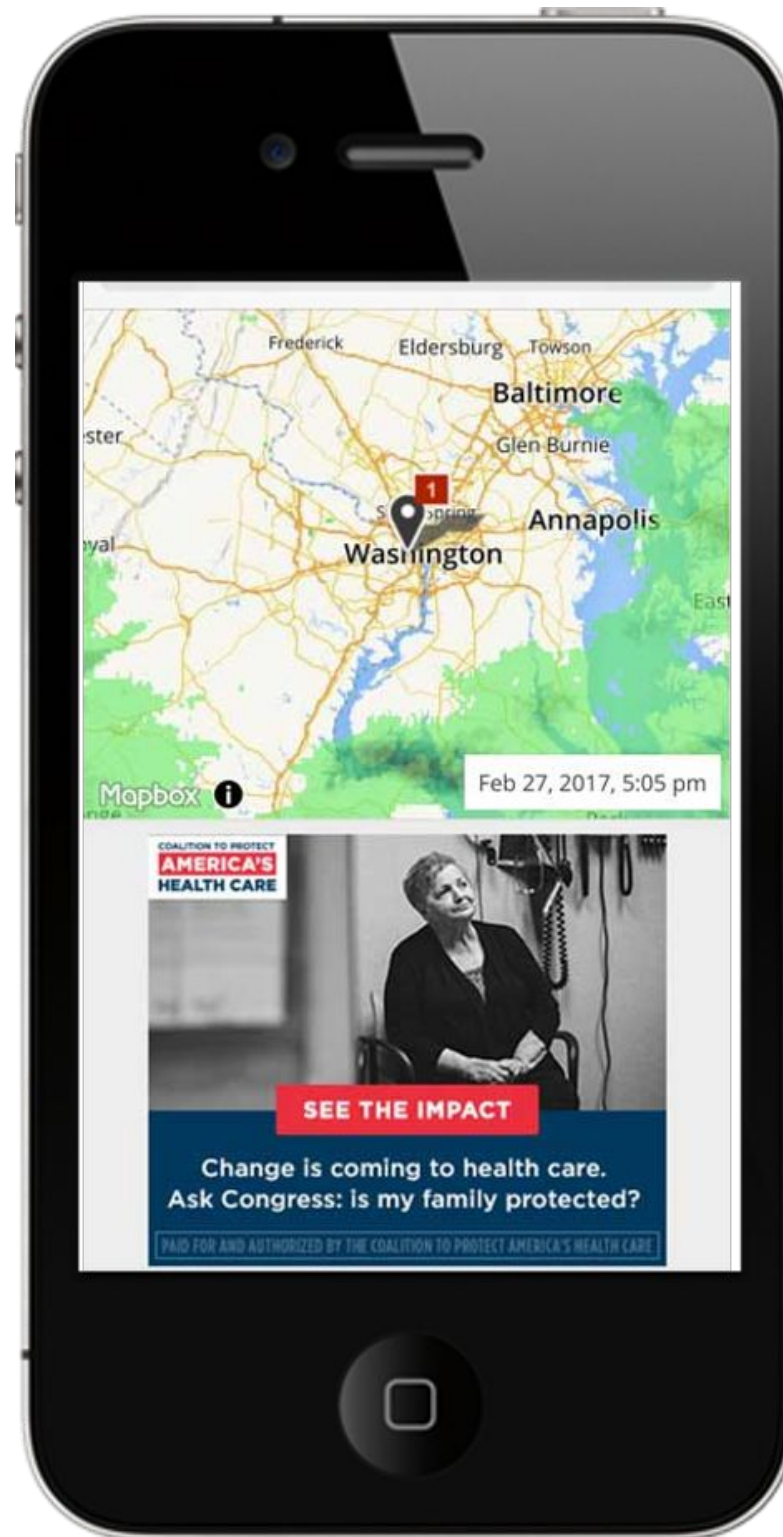 Frederick
Eldersburg
Towson
Baltimore
ster
Glen Burnie
1
Spring
Annapolis
yal
Washington
East
Feb 27, 2017, 5:05 pm
Mapbox i
COALITION TO PROTECT
AMERICA'S
HEALTH CARE
SEE THE IMPACT
Change is coming to health care.
Ask Congress: is my family protected?
PAID FOR AND AUTHORIZED BY THE COALITION TO PROTECT AMERICA'S HEALTH CARE